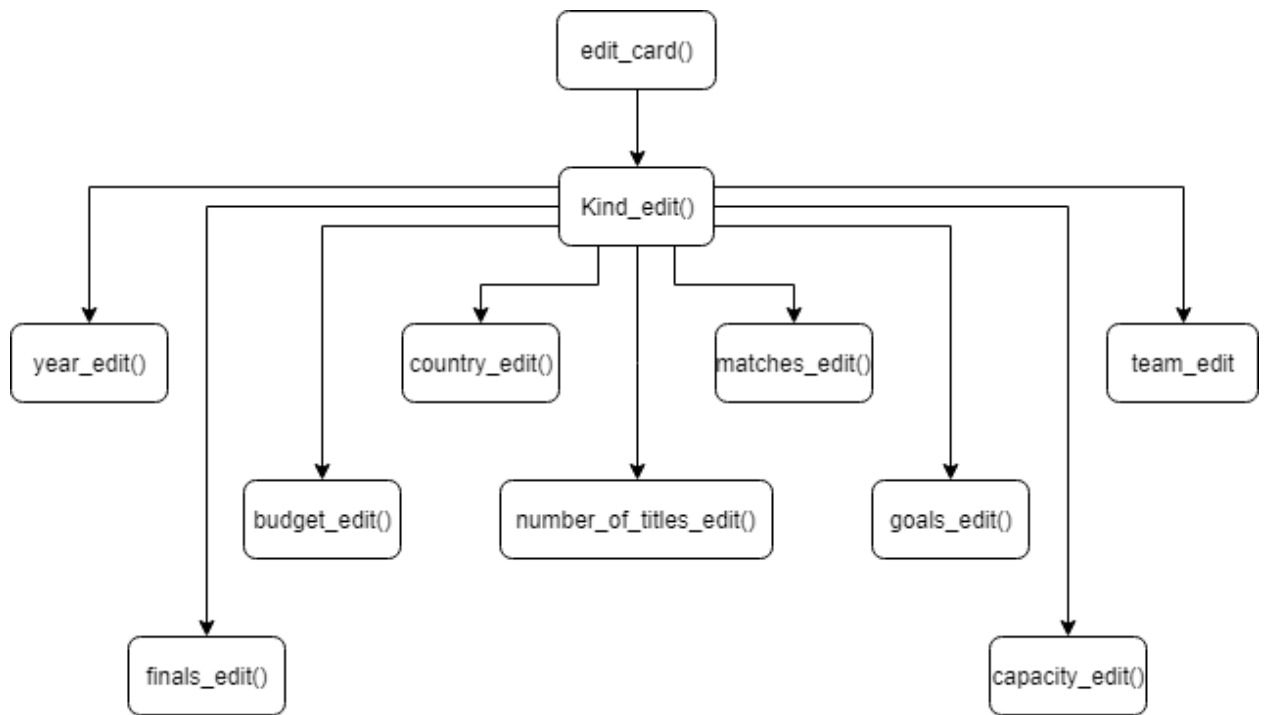 edit_card()
Kind_edit()
year_edit()
country_edit()
matches_edit()
team_edit
budget_edit()
number_of_titles_edit()
goals_edit()
finals_edit()
capacity_edit()